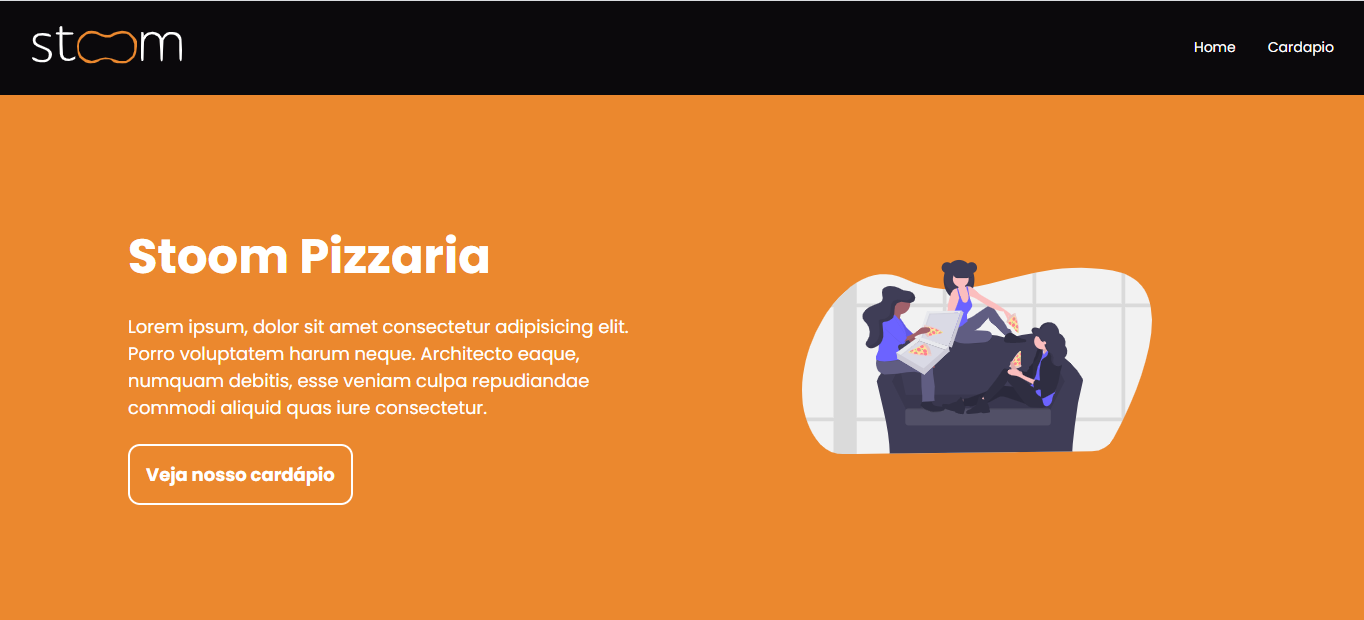 stoom
Home Cardapio
Stoom Pizzaria
Lorem ipsum, dolor sit amet consectetur adipisicing elit.
Porro voluptatem harum neque. Architecto eaque,
numquam debitis, esse veniam culpa repudiandae
commodi aliquid quas iure consectetur.
Veja nosso cardápio